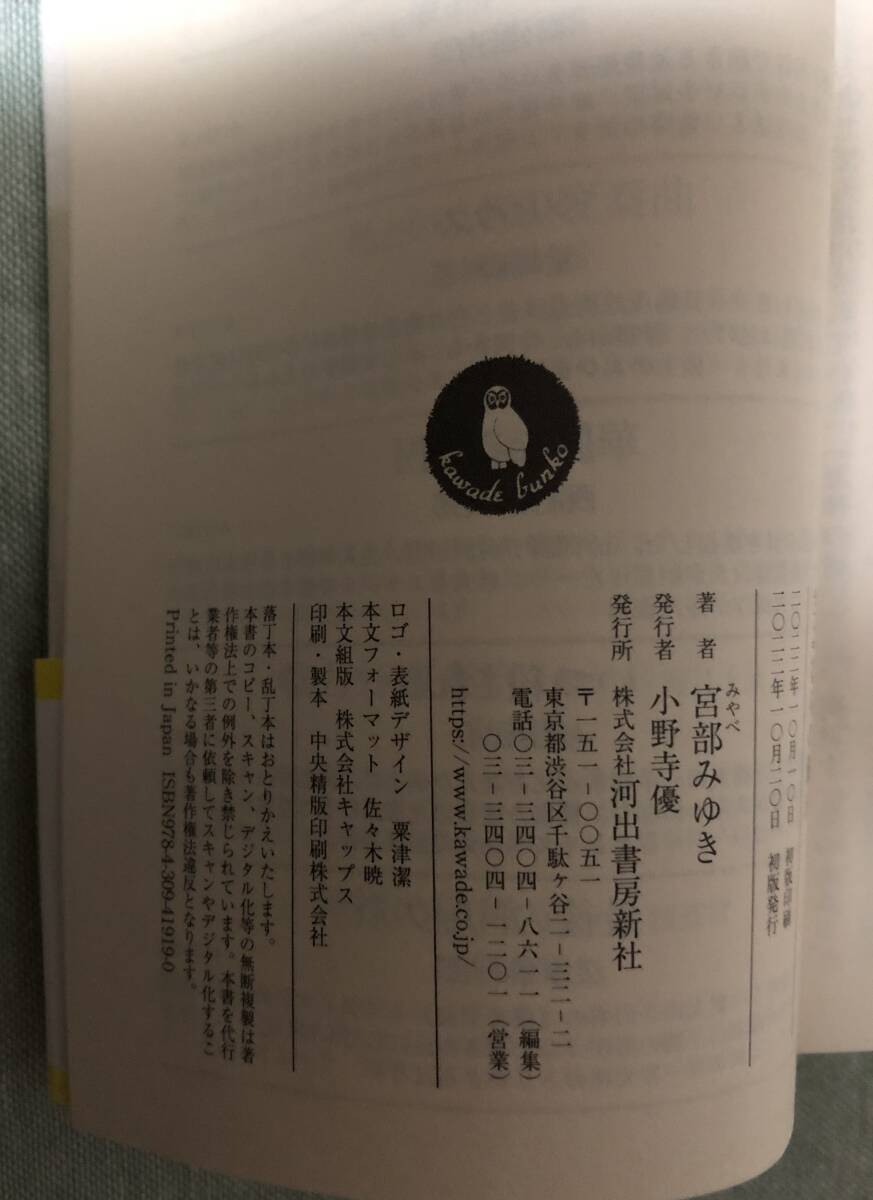 kawade bunko
二〇二二年一〇月一〇日　初版印刷
二〇二二年一〇月二〇日　初版発行
著　者　宮部みゆき
みやべ
発行者　小野寺優
発行所　株式会社河出書房新社
〒一五一－〇〇五一
東京都渋谷区千駄ヶ谷二－三二－二
電話〇三－三四〇四－八六一一（編集）
〇三－三四〇四－一二〇一（営業）
https://www.kawade.co.jp/
ロゴ・表紙デザイン　粟津潔
本文フォーマット　佐々木暁
本文組版　株式会社キャップス
印刷・製本　中央精版印刷株式会社
落丁本・乱丁本はおとりかえいたします。
本書のコピー、スキャン、デジタル化等の無断複製は著
作権法上での例外を除き禁じられています。本書を代行
業者等の第三者に依頼してスキャンやデジタル化するこ
とは、いかなる場合も著作権法違反となります。
Printed in Japan ISBN978-4-309-41919-0